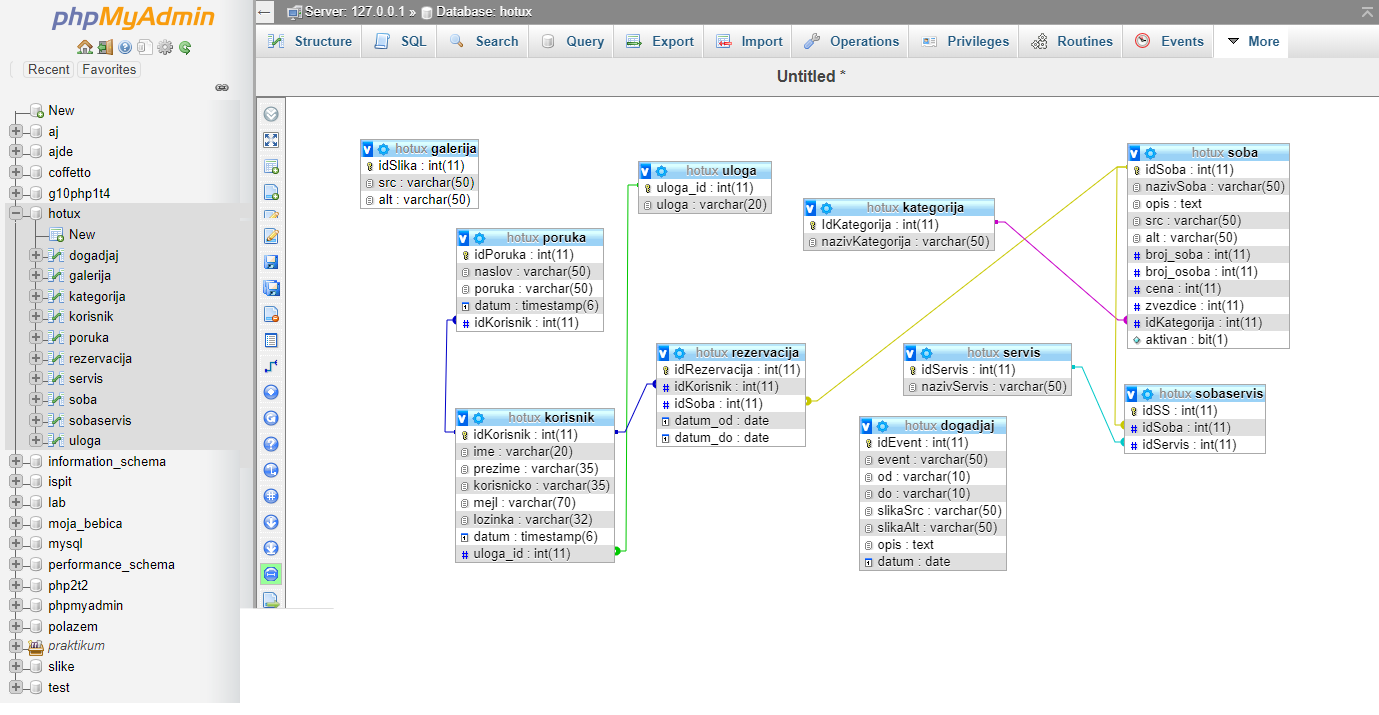 phpMyAdmin
Recent Favorites
New
aj
ajde
coffetto
g10php1t4
hotux
New
dogadjaj
galerija
kategorija
korisnik
poruka
rezervacija
servis
soba
sobaservis
uloga
information_schema
ispit
lab
moja_bebica
mysql
performance_schema
php2t2
phpmyadmin
polazem
praktikum
slike
test
Server: 127.0.0.1 » Database: hotux
Structure SQL Search Query Export Import Operations Privileges Routines Events More
Untitled *
hotux galerija
idSlika : int(11)
src : varchar(50)
alt : varchar(50)
hotux poruka
idPoruka : int(11)
naslov : varchar(50)
poruka : varchar(50)
datum : timestamp(6)
idKorisnik : int(11)
hotux korisnik
idKorisnik : int(11)
ime : varchar(20)
prezime : varchar(35)
korisnicko : varchar(35)
mejl : varchar(70)
lozinka : varchar(32)
datum : timestamp(6)
uloga_id : int(11)
hotux uloga
uloga_id : int(11)
uloga : varchar(20)
hotux rezervacija
idRezervacija : int(11)
idKorisnik : int(11)
idSoba : int(11)
datum_od : date
datum_do : date
hotux kategorija
IdKategorija : int(11)
nazivKategorija : varchar(50)
hotux servis
idServis : int(11)
nazivServis : varchar(50)
hotux dogadjaj
idEvent : int(11)
event : varchar(50)
od : varchar(10)
do : varchar(10)
slikaSrc : varchar(50)
slikaAlt : varchar(50)
opis : text
datum : date
hotux soba
idSoba : int(11)
nazivSoba : varchar(50)
opis : text
src : varchar(50)
alt : varchar(50)
broj_soba : int(11)
broj_osoba : int(11)
cena : int(11)
zvezdice : int(11)
idKategorija : int(11)
aktivan : bit(1)
hotux sobaservis
idSS : int(11)
idSoba : int(11)
idServis : int(11)